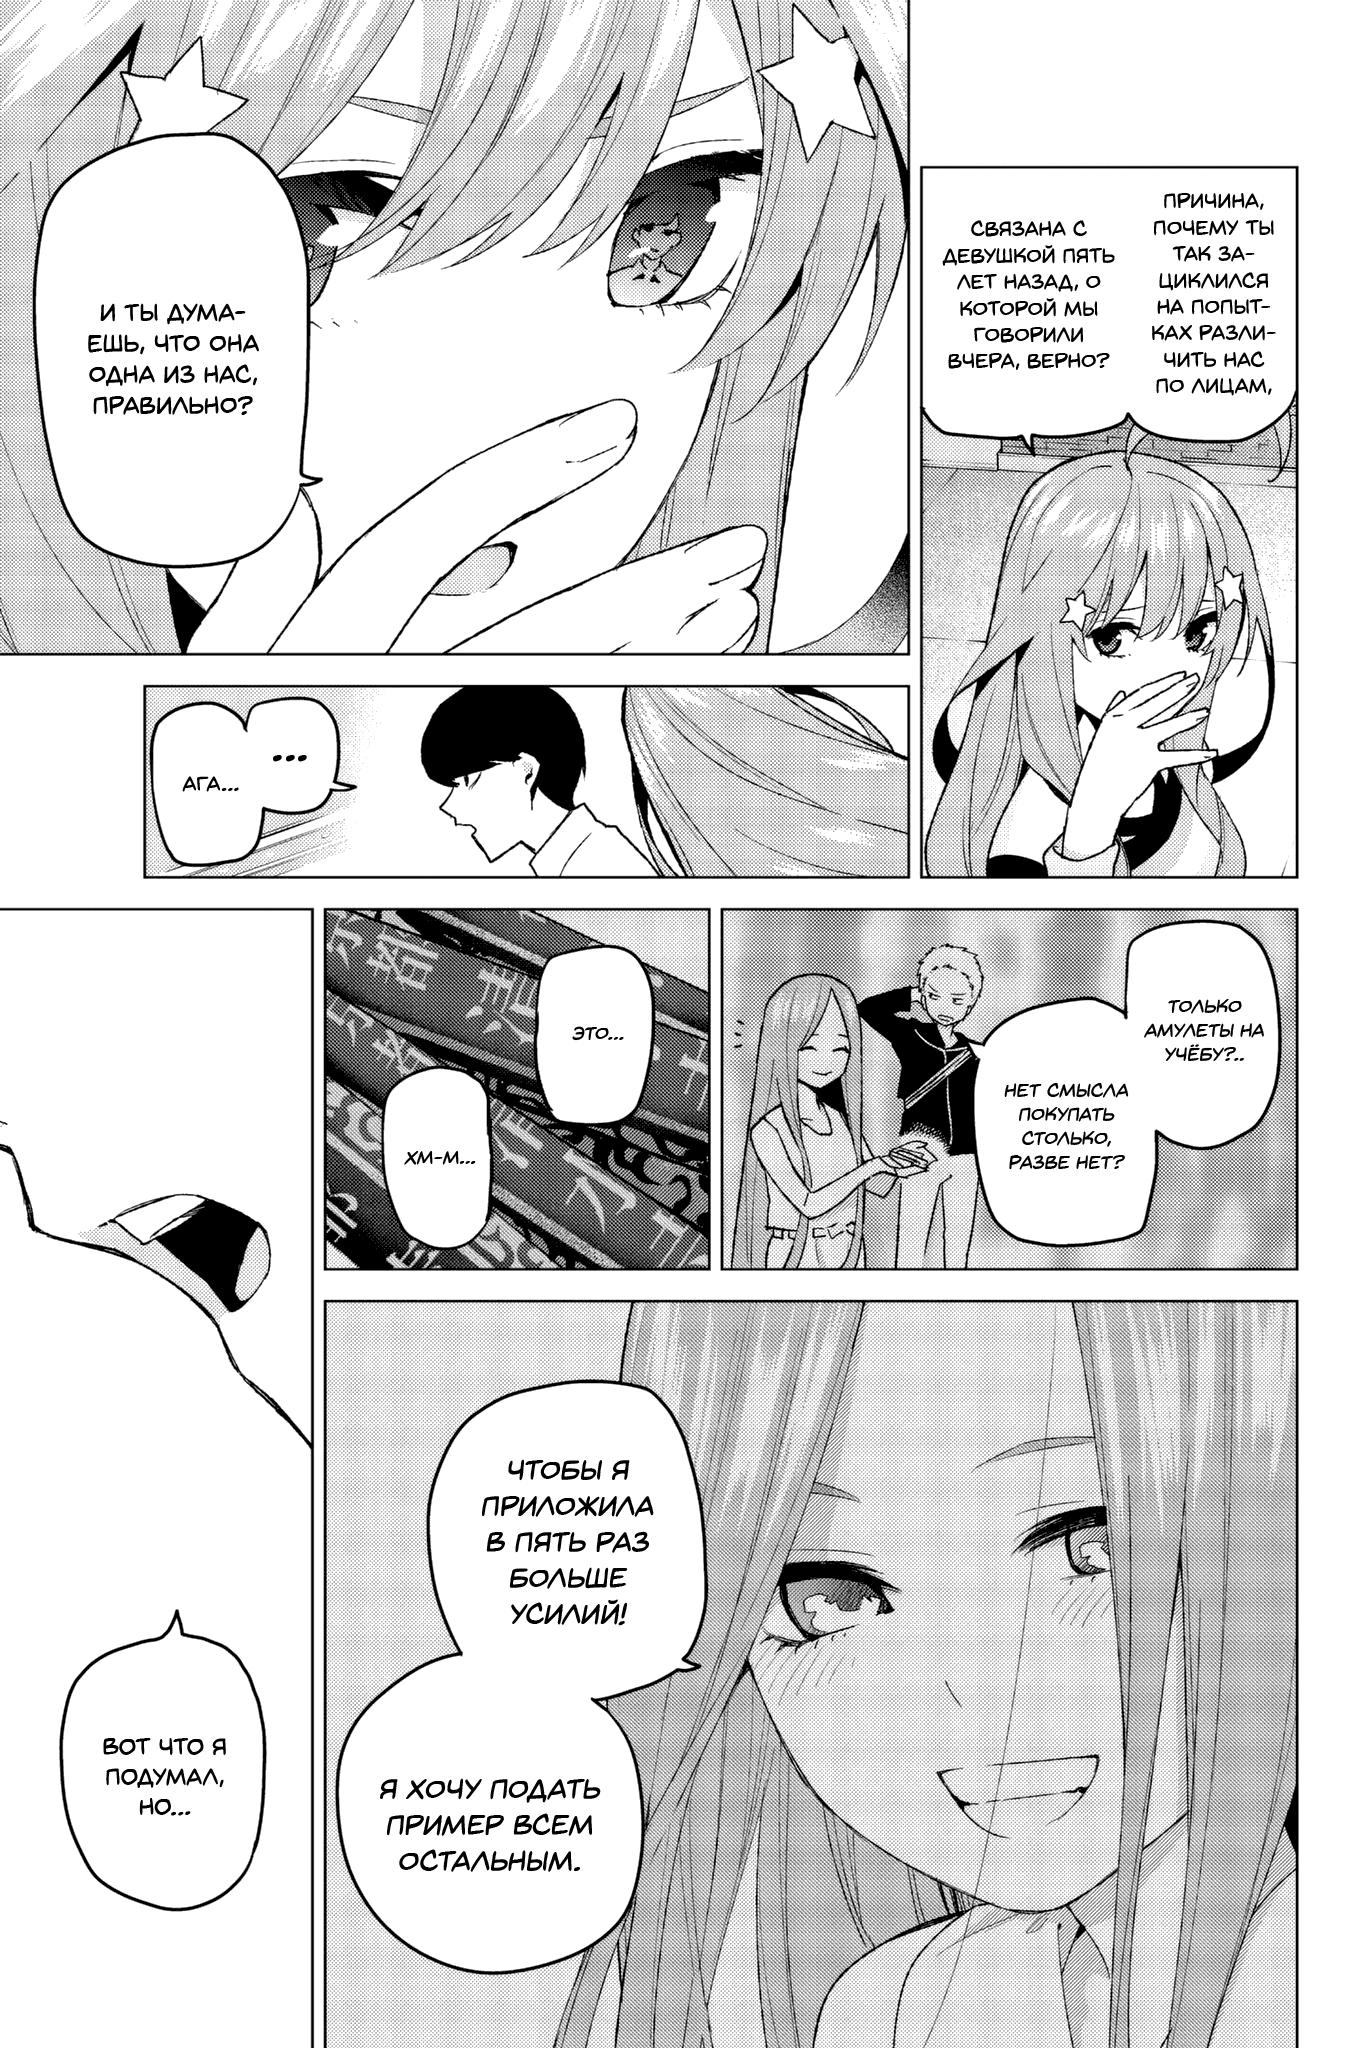 ПРИЧИНА,
ПОЧЕМУ ТЫ
ТАК ЗА-
ЦИКЛИЛСЯ
НА ПОПЫТ-
КАХ РАЗЛИ-
ЧИТЬ НАС
ПО ЛИЦАМ,
СВЯЗАНА С
ДЕВУШКОЙ ПЯТЬ
ЛЕТ НАЗАД, О
КОТОРОЙ МЫ
ГОВОРИЛИ
ВЧЕРА, ВЕРНО?
И ТЫ ДУМА-
ЕШЬ, ЧТО ОНА
ОДНА ИЗ НАС,
ПРАВИЛЬНО?
...
АГА...
ТОЛЬКО
АМУЛЕТЫ НА
УЧЁБУ?..
НЕТ СМЫСЛА
ПОКУПАТЬ
СТОЛЬКО,
РАЗВЕ НЕТ?
ЭТО...
ХМ-М...
ЧТОБЫ Я
ПРИЛОЖИЛА
В ПЯТЬ РАЗ
БОЛЬШЕ
УСИЛИЙ!
Я ХОЧУ ПОДАТЬ
ПРИМЕР ВСЕМ
ОСТАЛЬНЫМ.
ВОТ ЧТО Я
ПОДУМАЛ,
НО...